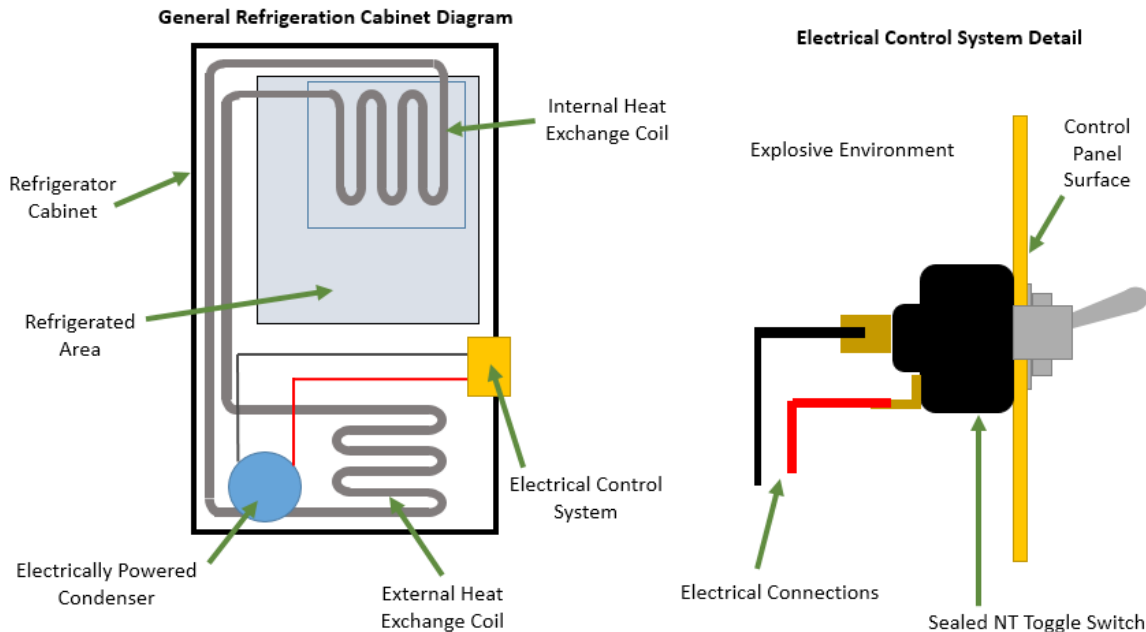 General Refrigeration Cabinet Diagram
Internal Heat
Exchange Coil
Refrigerator
Cabinet
Refrigerated
Area
Electrical Control
System
Electrically Powered
Condenser
External Heat
Exchange Coil
Electrical Control System Detail
Explosive Environment
Control
Panel
Surface
Electrical Connections
Sealed NT Toggle Switch